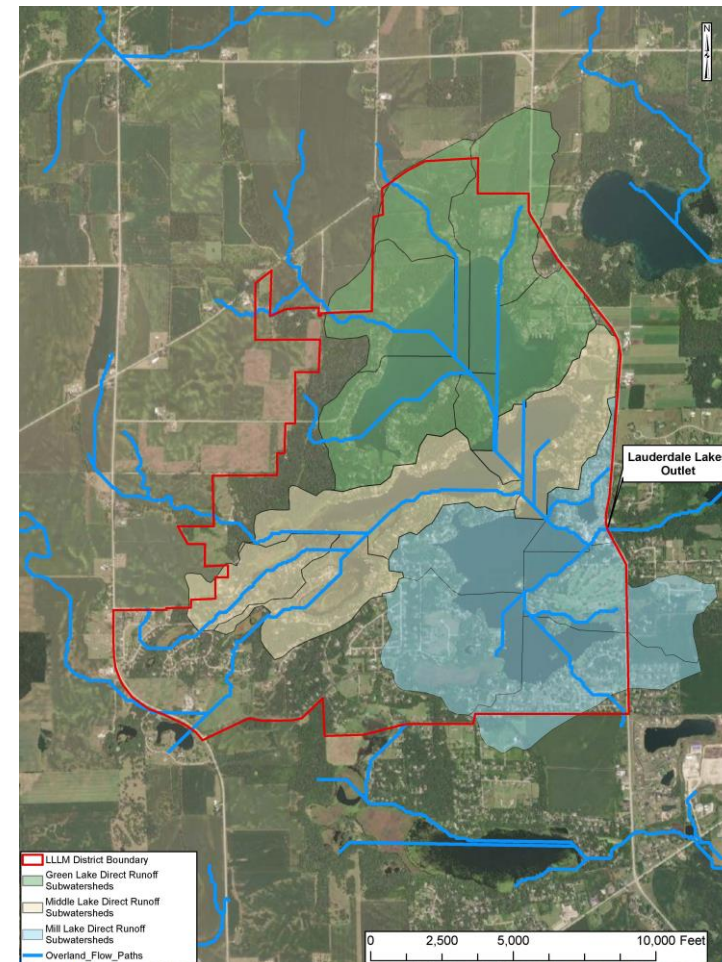 N
Lauderdale Lake
Outlet
LLLM District Boundary
Green Lake Direct Runoff
Subwatersheds
Middle Lake Direct Runoff
Subwatersheds
Mill Lake Direct Runoff
Subwatersheds
Overland_Flow_Paths
0 2,500 5,000 10,000 Feet